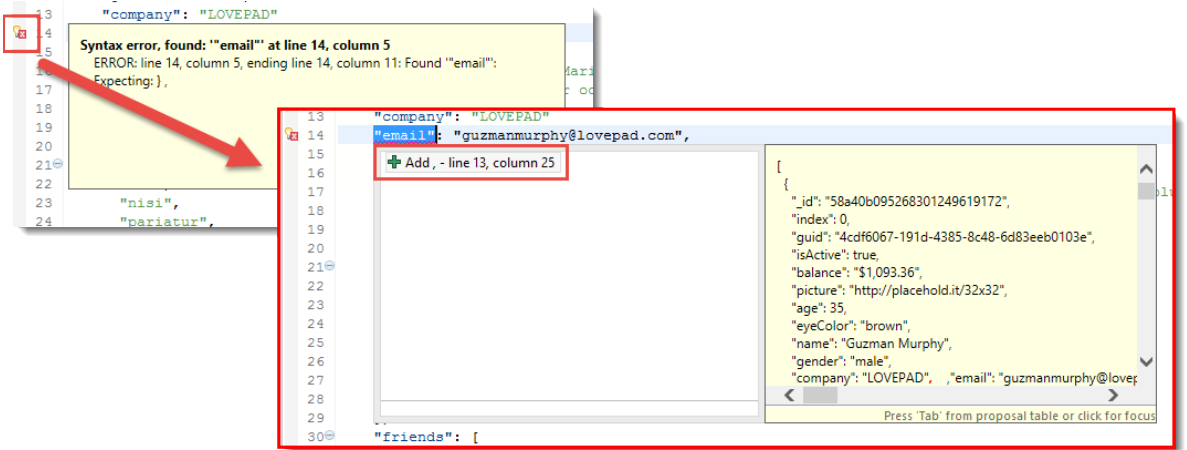 13 "company": "LOVEPAD"
14
15
16
17
18
19
20
21
22
23 "nisi",
24 "pariatur",
Syntax error, found: '"email"' at line 14, column 5
ERROR: line 14, column 5, ending line 14, column 11: Found '"email"':
Expecting: } ,
13 "company": "LOVEPAD"
14 "email": "guzmanmurphy@lovepad.com",
15
16
17
18
19
20
21
22
23
24
25
26
27
28
29
30 "friends": [
Add , - line 13, column 25
[
{
"_id": "58a40b095268301249619172",
"index": 0,
"guid": "4cdf6067-191d-4385-8c48-6d83eeb0103e",
"isActive": true,
"balance": "$1,093.36",
"picture": "http://placehold.it/32x32",
"age": 35,
"eyeColor": "brown",
"name": "Guzman Murphy",
"gender": "male",
"company": "LOVEPAD", ,"email": "guzmanmurphy@lovep
Press 'Tab' from proposal table or click for focus